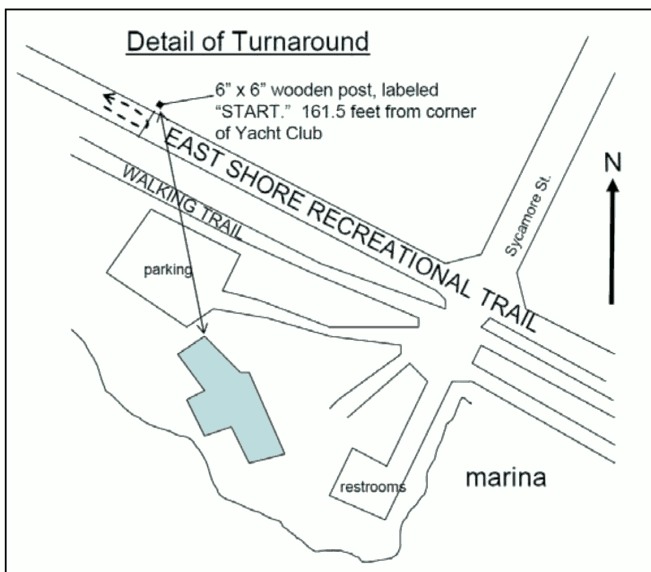 Detail of Turnaround
6” x 6” wooden post, labeled
“START.” 161.5 feet from corner
of Yacht Club
EAST SHORE RECREATIONAL TRAIL
WALKING TRAIL
Sycamore St.
N
parking
restrooms
marina